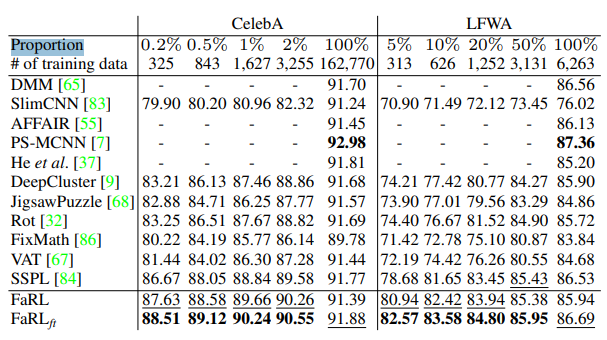 CelebA LFWA
Proportion 0.2% 0.5% 1% 2% 100% 5% 10% 20% 50% 100%
# of training data 325 843 1,627 3,255 162,770 313 626 1,252 3,131 6,263
DMM [65] - - - - 91.70 - - - - 86.56
SlimCNN [83] 79.90 80.20 80.96 82.32 91.24 70.90 71.49 72.12 73.45 76.02
AFFAIR [55] - - - - 91.45 - - - - 86.13
PS-MCNN [7] - - - - 92.98 - - - - 87.36
He et al. [37] - - - - 91.81 - - - - 85.20
DeepCluster [9] 83.21 86.13 87.46 88.86 91.68 74.21 77.42 80.77 84.27 85.90
JigsawPuzzle [68] 82.88 84.71 86.25 87.77 91.57 73.90 77.01 79.56 83.29 84.86
Rot [32] 83.25 86.51 87.67 88.82 91.69 74.40 76.67 81.52 84.90 85.72
FixMath [86] 80.22 84.19 85.77 86.14 89.78 71.42 72.78 75.10 80.87 83.84
VAT [67] 81.44 84.02 86.30 87.28 91.44 72.19 74.42 76.26 80.55 84.68
SSPL [84] 86.67 88.05 88.84 89.58 91.77 78.68 81.65 83.45 85.43 86.53
FaRL 87.63 88.58 89.66 90.26 91.39 80.94 82.42 83.94 85.38 85.94
FaRLft 88.51 89.12 90.24 90.55 91.88 82.57 83.58 84.80 85.95 86.69